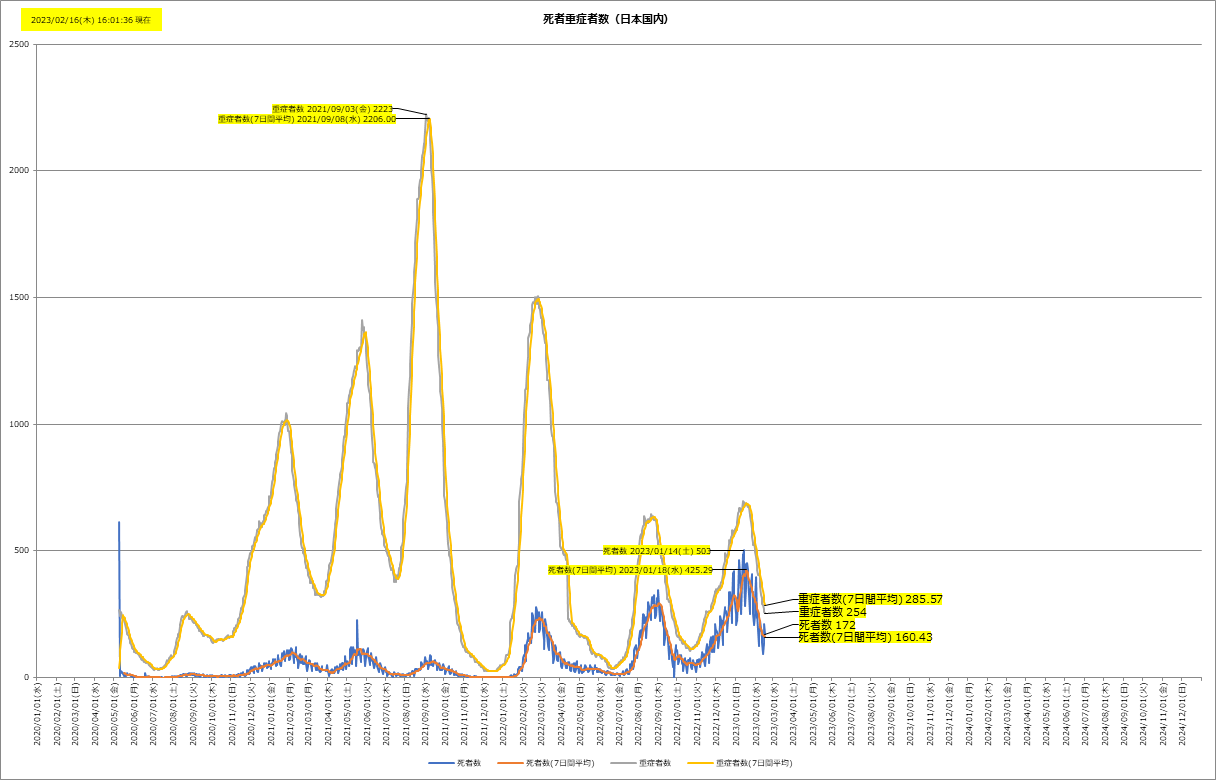 2023/02/16(木) 16:01:36 現在
死者重症者数（日本国内）
2500
2000
1500
1000
500
0
重症者数 2021/09/03(金) 2223
重症者数(7日間平均) 2021/09/08(水) 2206.00
死者数 2023/01/14(土) 503
死者数(7日間平均) 2023/01/18(水) 425.29
重症者数(7日間平均) 285.57
重症者数 254
死者数 172
死者数(7日間平均) 160.43
2020/01/01(水)
2020/02/01(土)
2020/03/01(日)
2020/04/01(水)
2020/05/01(金)
2020/06/01(月)
2020/07/01(水)
2020/08/01(土)
2020/09/01(火)
2020/10/01(木)
2020/11/01(日)
2020/12/01(火)
2021/01/01(金)
2021/02/01(月)
2021/03/01(月)
2021/04/01(木)
2021/05/01(土)
2021/06/01(火)
2021/07/01(木)
2021/08/01(日)
2021/09/01(水)
2021/10/01(金)
2021/11/01(月)
2021/12/01(水)
2022/01/01(土)
2022/02/01(火)
2022/03/01(火)
2022/04/01(金)
2022/05/01(日)
2022/06/01(水)
2022/07/01(金)
2022/08/01(月)
2022/09/01(木)
2022/10/01(土)
2022/11/01(火)
2022/12/01(木)
2023/01/01(日)
2023/02/01(水)
2023/03/01(水)
2023/04/01(土)
2023/05/01(月)
2023/06/01(木)
2023/07/01(土)
2023/08/01(火)
2023/09/01(金)
2023/10/01(日)
2023/11/01(水)
2023/12/01(金)
2024/01/01(月)
2024/02/01(木)
2024/03/01(金)
2024/04/01(月)
2024/05/01(水)
2024/06/01(土)
2024/07/01(月)
2024/08/01(木)
2024/09/01(日)
2024/10/01(火)
2024/11/01(金)
2024/12/01(日)
死者数
死者数(7日間平均)
重症者数
重症者数(7日間平均)